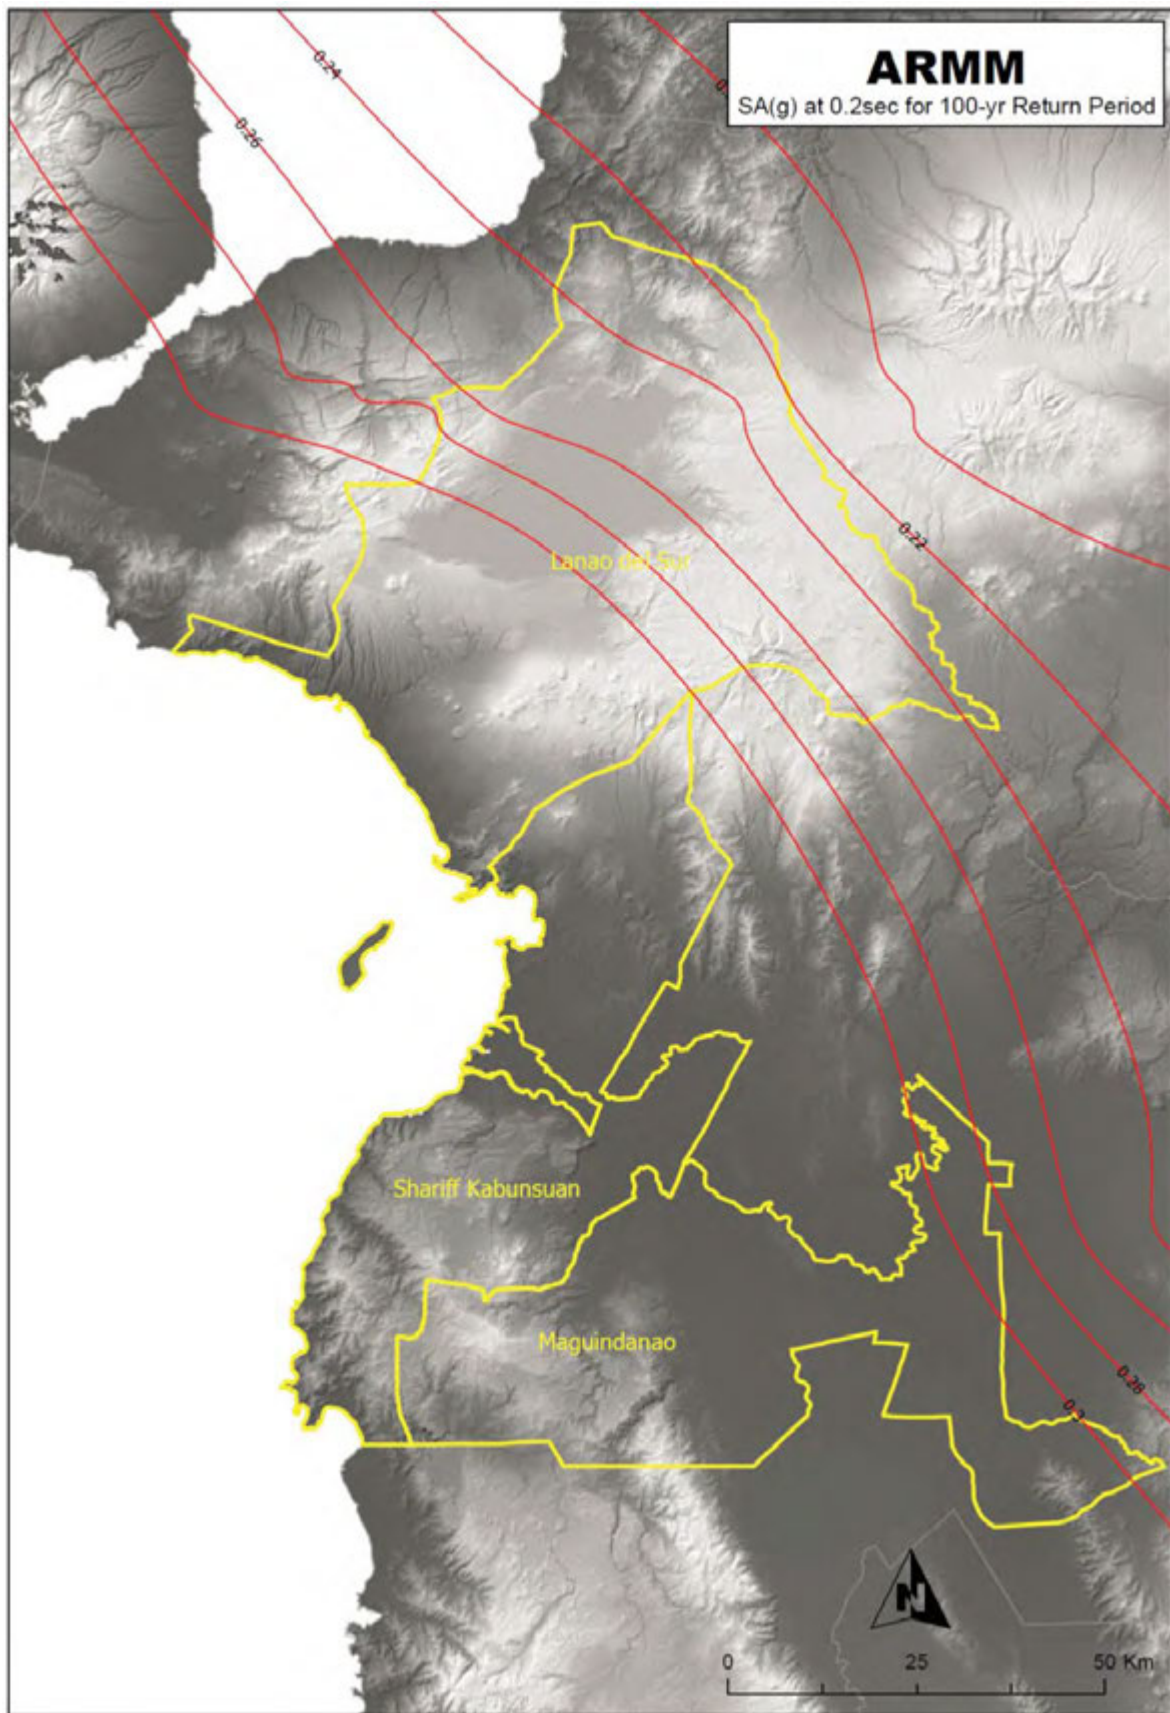 ARMM
SA(g) at 0.2sec for 100-yr Return Period
0.24
0.26
0.22
Lanao del Sur
Shariff Kabunsuan
Maguindanao
0.28
0.3
N
0 25 50 Km